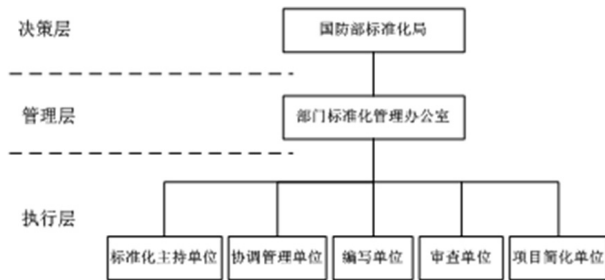 决策层
国防部标准化局
管理层
部门标准化管理办公室
执行层
标准化主持单位
协调管理单位
编写单位
审查单位
项目简化单位